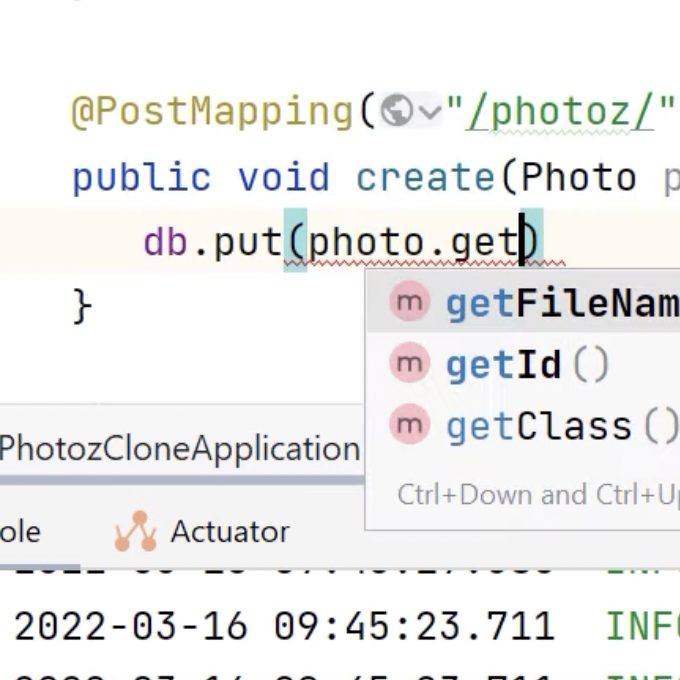 @PostMapping("/photoz/"
public void create(Photo
db.put(photo.get)
}
getFileNam
getId()
getClass()
PhotozCloneApplication
Ctrl+Down and Ctrl+Up
ole
Actuator
2022-03-16 09:45:23.711 INFO